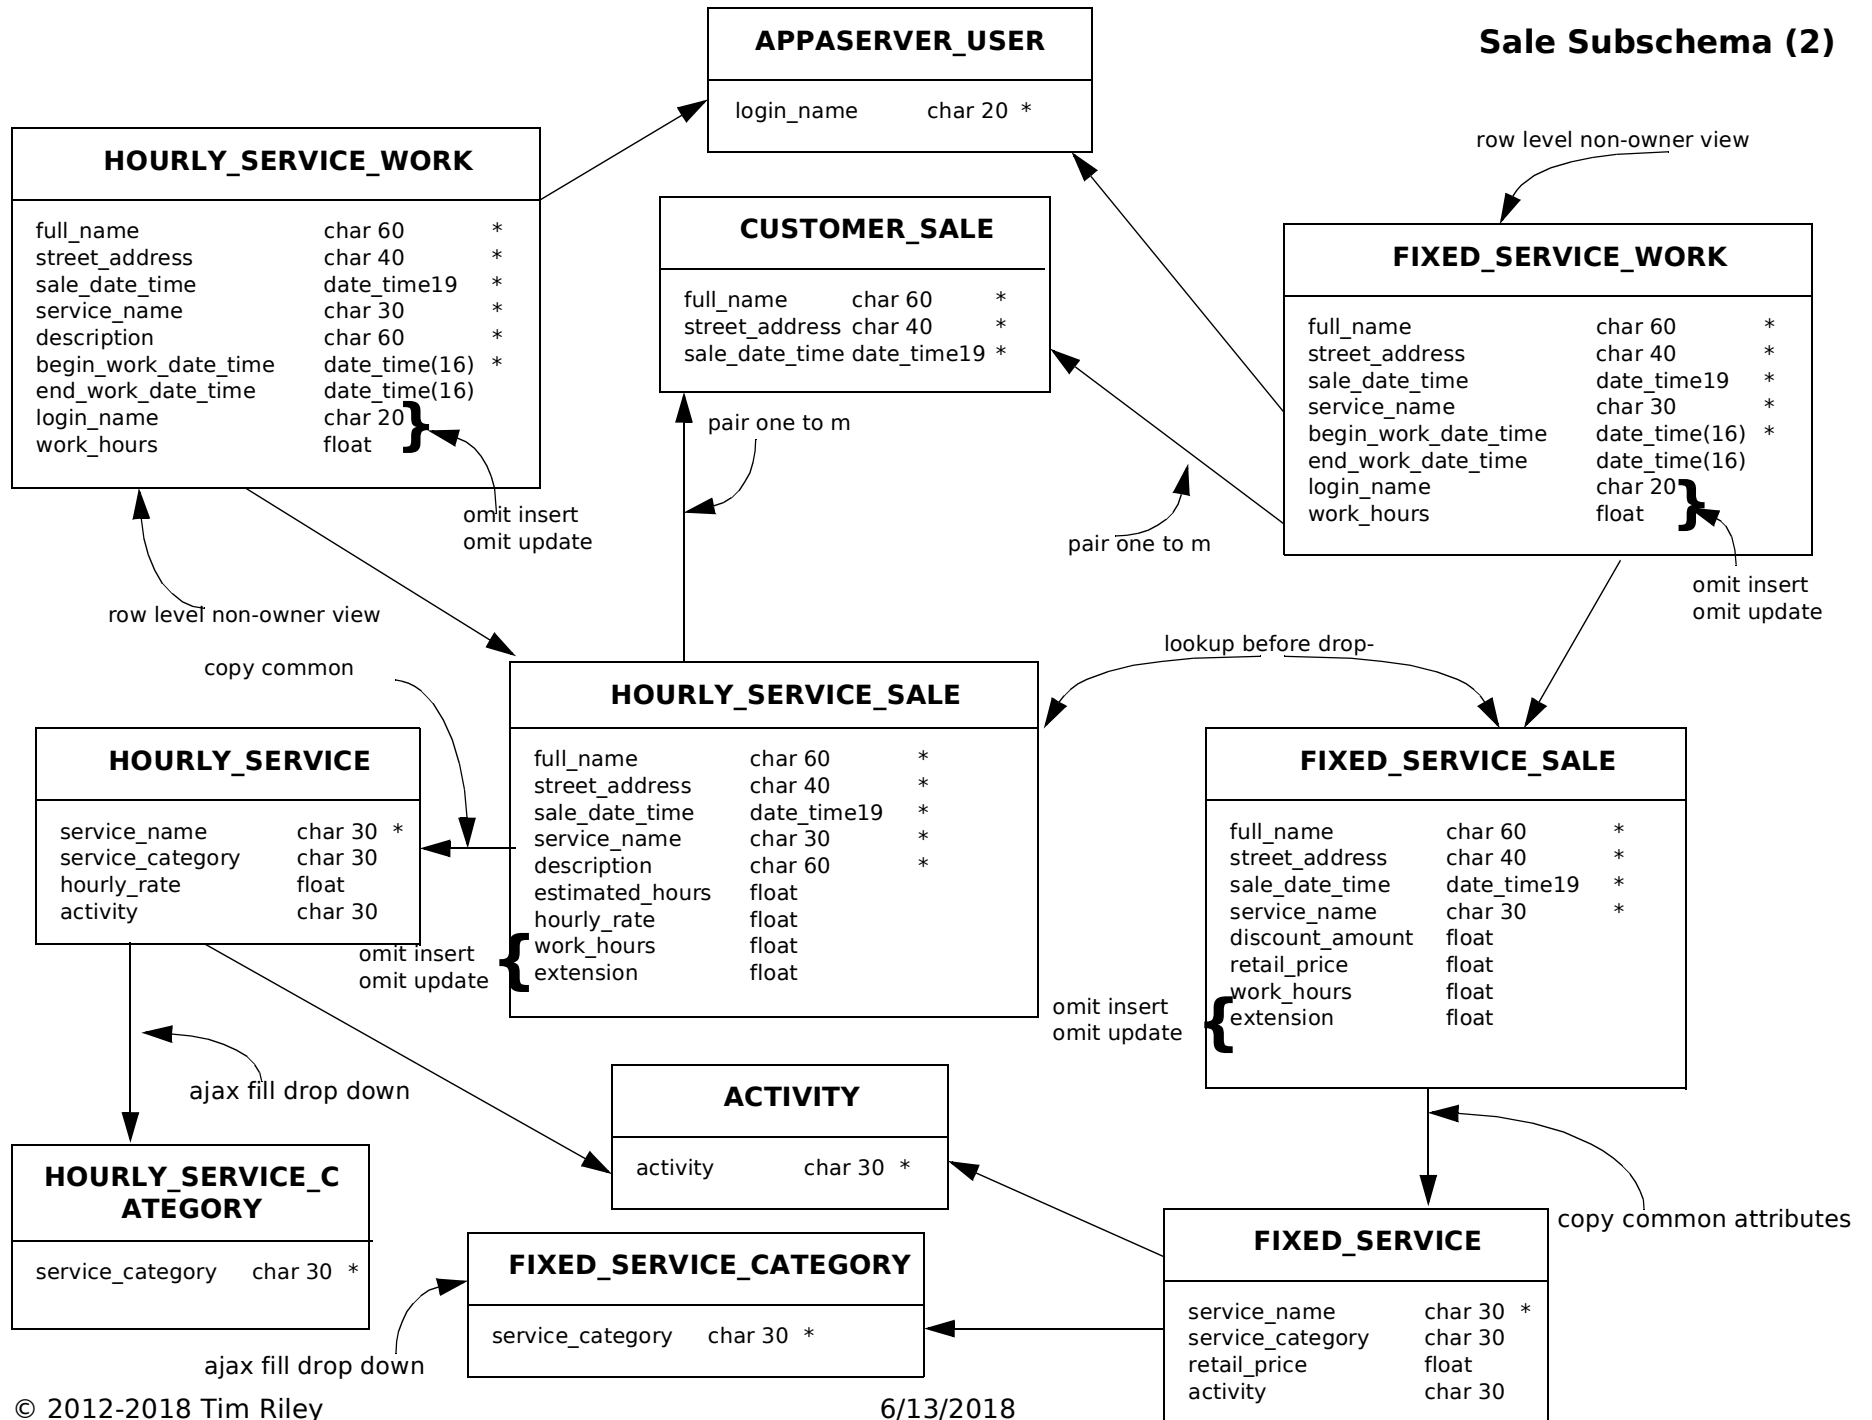 Sale Subschema (2)
APPASERVER_USER
login_name char 20 *
HOURLY_SERVICE_WORK
full_name char 60 *
street_address char 40 *
sale_date_time date_time19 *
service_name char 30 *
description char 60 *
begin_work_date_time date_time(16) *
end_work_date_time date_time(16)
login_name char 20
work_hours float
}
omit insert
omit update
row level non-owner view
CUSTOMER_SALE
full_name char 60 *
street_address char 40 *
sale_date_time date_time19 *
pair one to m
pair one to m
row level non-owner view
FIXED_SERVICE_WORK
full_name char 60 *
street_address char 40 *
sale_date_time date_time19 *
service_name char 30 *
begin_work_date_time date_time(16) *
end_work_date_time date_time(16)
login_name char 20
work_hours float
}
omit insert
omit update
lookup before drop-
copy common
HOURLY_SERVICE
service_name char 30 *
service_category char 30
hourly_rate float
activity char 30
HOURLY_SERVICE_SALE
full_name char 60 *
street_address char 40 *
sale_date_time date_time19 *
service_name char 30 *
description char 60 *
estimated_hours float
hourly_rate float
work_hours float
extension float
{
omit insert
omit update
FIXED_SERVICE_SALE
full_name char 60 *
street_address char 40 *
sale_date_time date_time19 *
service_name char 30 *
discount_amount float
retail_price float
work_hours float
extension float
{
omit insert
omit update
ajax fill drop down
HOURLY_SERVICE_C
ATEGORY
service_category char 30 *
ACTIVITY
activity char 30 *
FIXED_SERVICE_CATEGORY
service_category char 30 *
ajax fill drop down
copy common attributes
FIXED_SERVICE
service_name char 30 *
service_category char 30
retail_price float
activity char 30
© 2012-2018 Tim Riley
6/13/2018